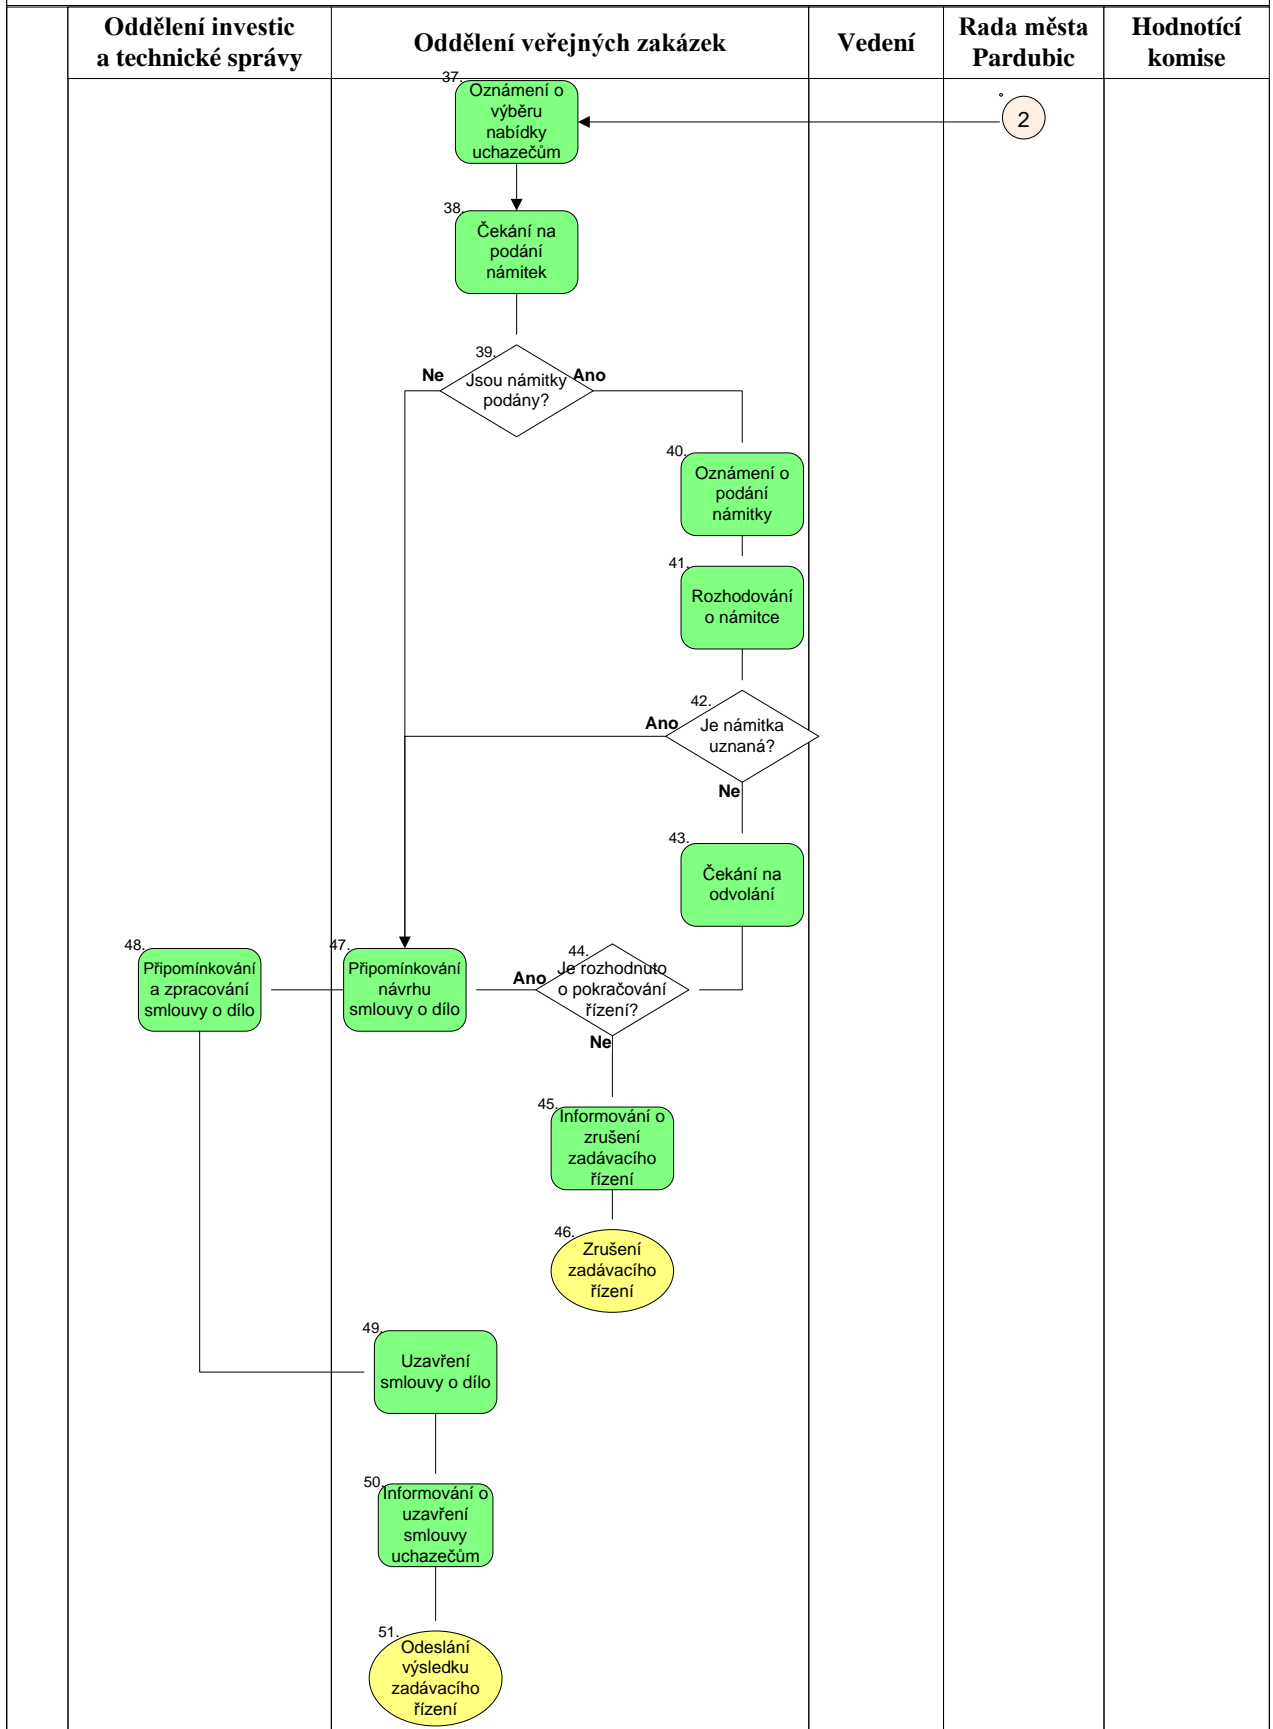 Oddělení investic
a technické správy
Oddělení veřejných zakázek
Vedení
Rada města
Pardubic
Hodnotící
komise
37.
Oznámení o
výběru
nabídky
uchazečům
2
38.
Čekání na
podání
námitek
39.
Ne
Jsou námitky
podány?
Ano
40.
Oznámení o
podání
námitky
41.
Rozhodování
o námitce
42.
Ano
Je námitka
uznaná?
Ne
43.
Čekání na
odvolání
48.
Připomínkování
a zpracování
smlouvy o dílo
47.
Připomínkování
návrhu
smlouvy o dílo
44.
Ano
Je rozhodnuto
o pokračování
řízení?
Ne
45.
Informování o
zrušení
zadávacího
řízení
46.
Zrušení
zadávacího
řízení
49.
Uzavření
smlouvy o dílo
50.
Informování o
uzavření
smlouvy
uchazečům
51.
Odeslání
výsledku
zadávacího
řízení